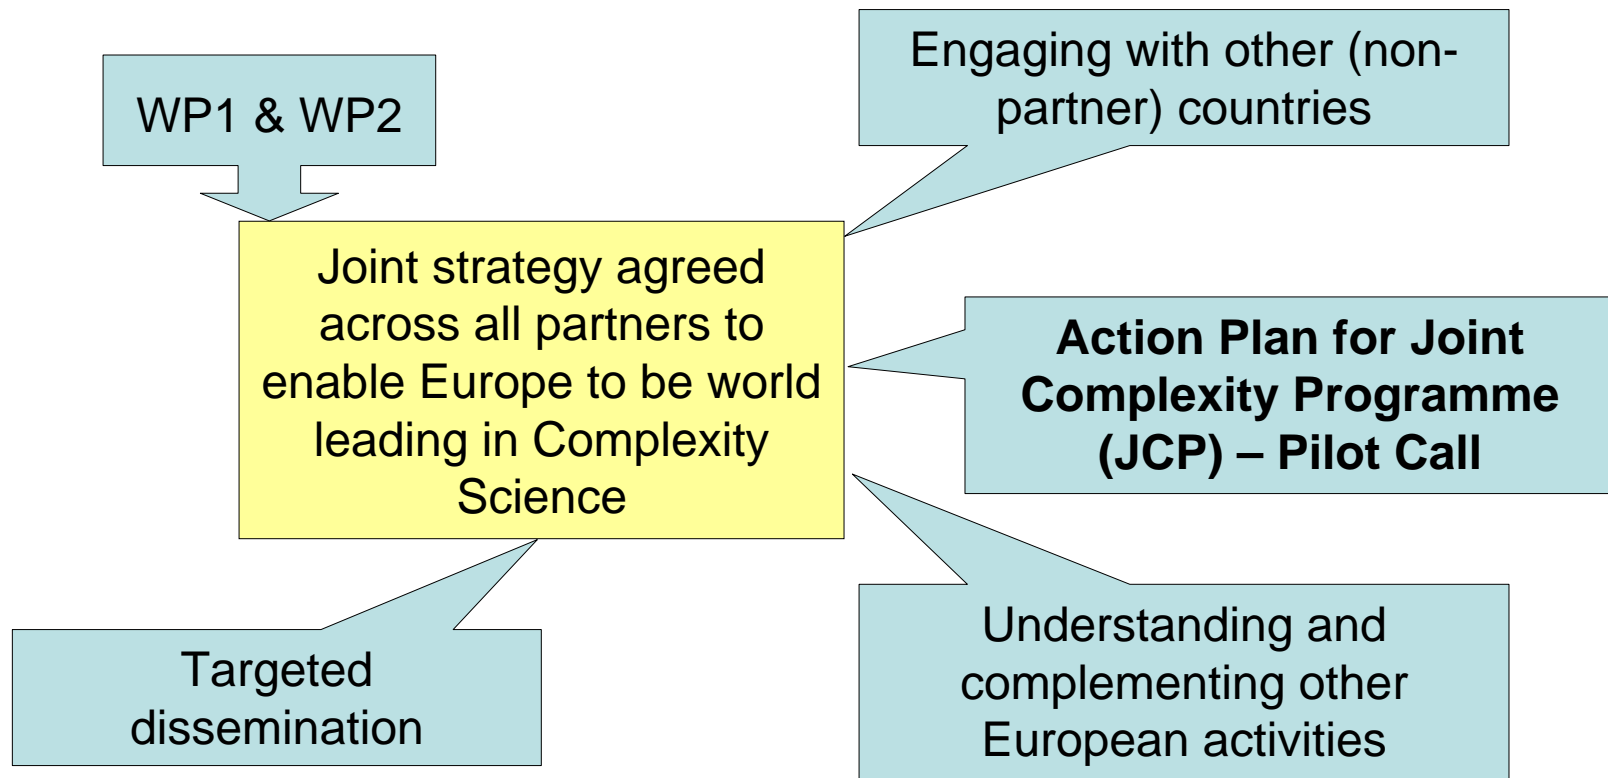 WP1 & WP2
Engaging with other (non-
partner) countries
Joint strategy agreed
across all partners to
enable Europe to be world
leading in Complexity
Science
Action Plan for Joint
Complexity Programme
(JCP) – Pilot Call
Targeted
dissemination
Understanding and
complementing other
European activities